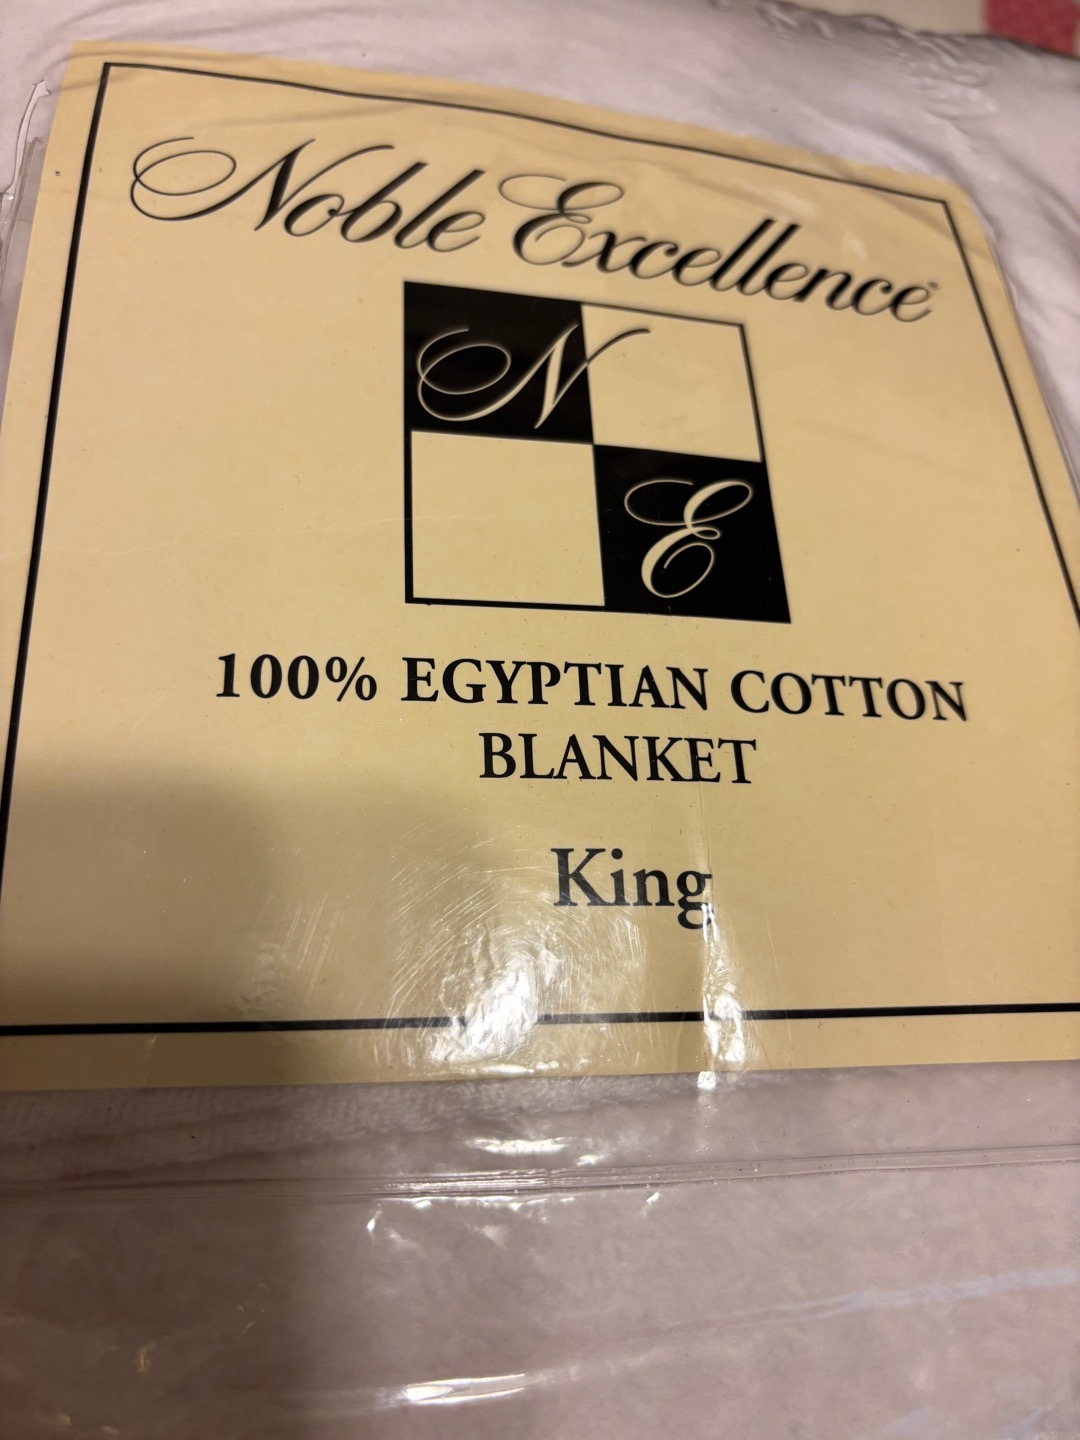 Noble Excellence®
N
E
100% EGYPTIAN COTTON
BLANKET
King